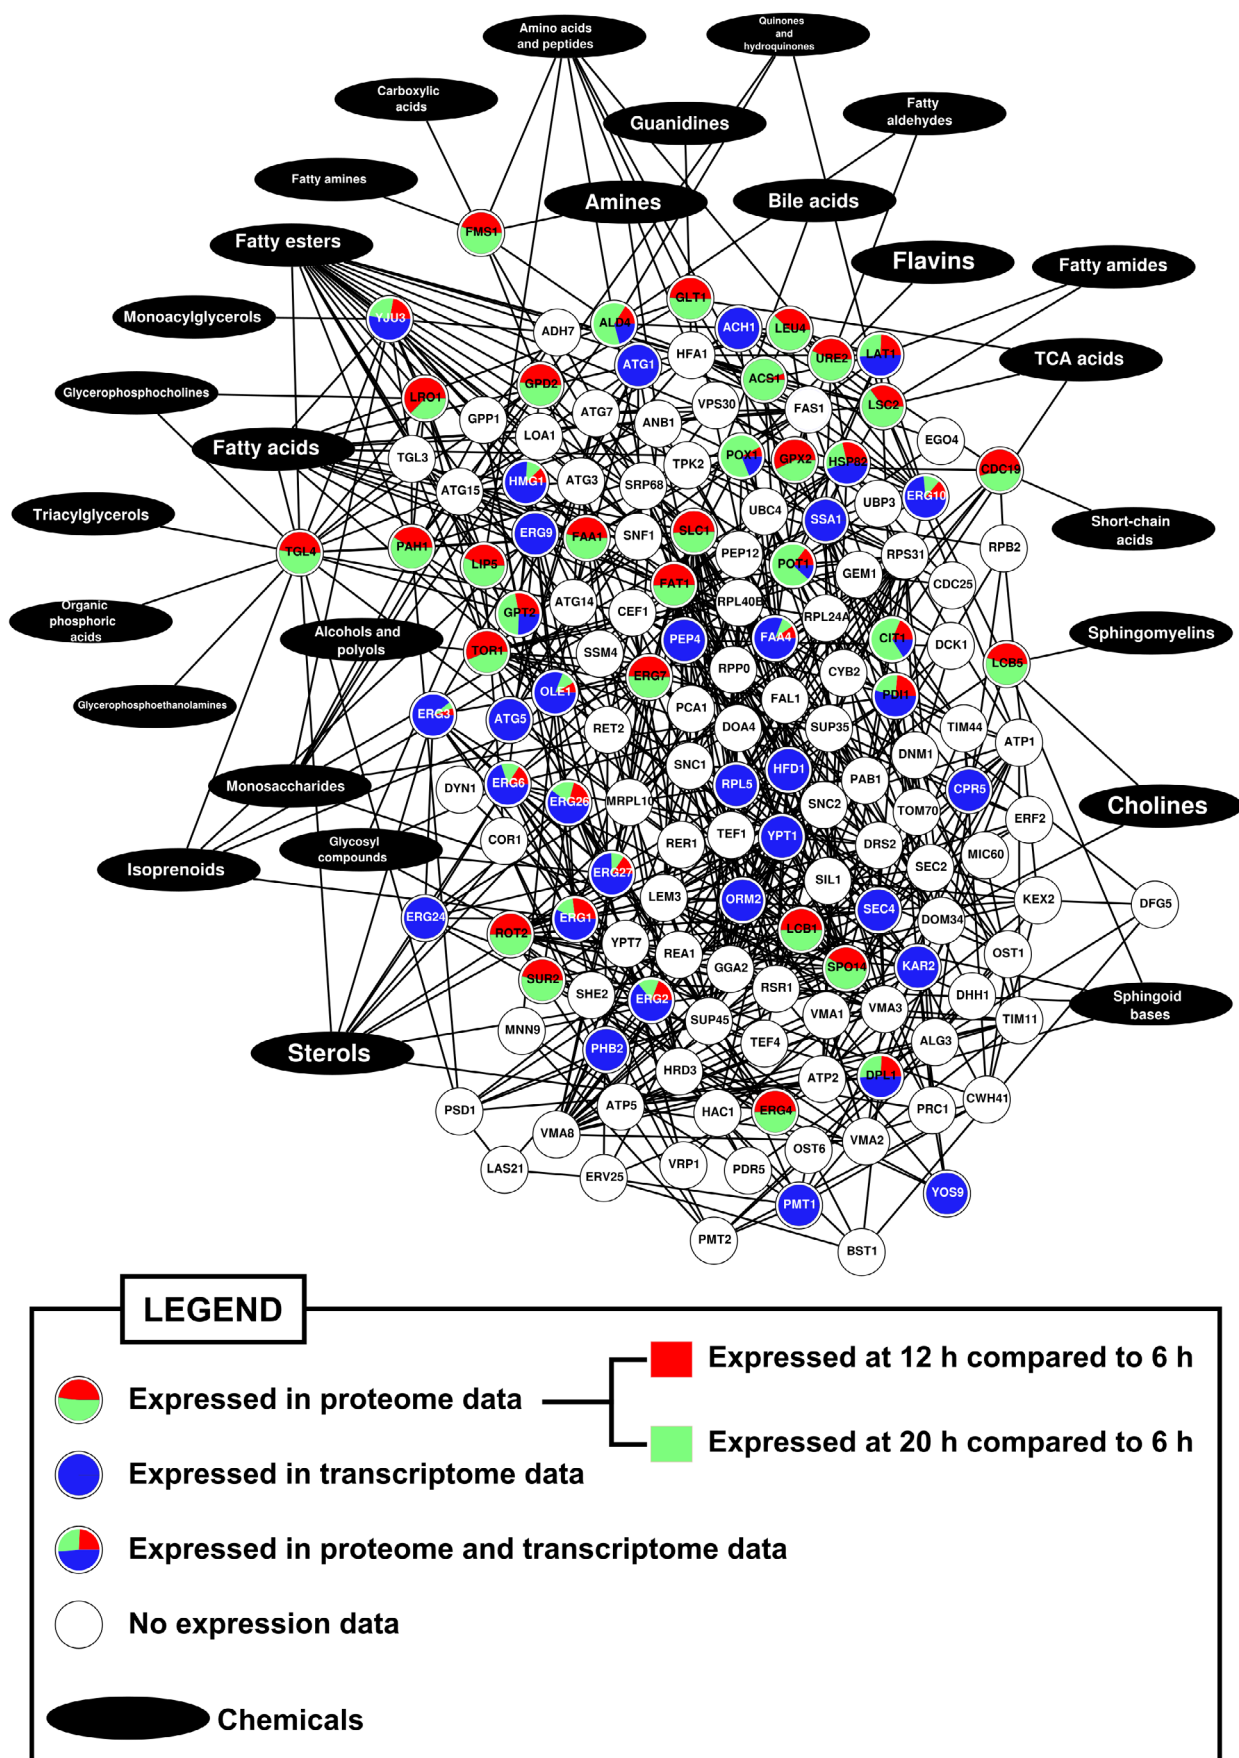 Amino acids
and peptides
Quinones
and
hydroquinones
Carboxylic
acids
Guanidines
Fatty
aldehydes
Fatty amines
Amines
Bile acids
FMS1
Fatty esters
Flavins
Fatty amides
Monoacylglycerols
YJU3
ADH7
ALD4
GLT1
ACH1
LEU4
HFA1
URE2
LAT1
TCA acids
ATG1
Glycerophosphocholines
LRO1
GPD2
ACS1
LSC2
GPP1
ATG7
ANB1
VPS30
FAS1
Fatty acids
LOA1
EGO4
TGL3
TPK2
POX1
GPX2
HSP82
CDC19
ATG15
HMG1
ATG3
SRP68
ERG10
UBP3
UBC4
Triacylglycerols
SSA1
Short-chain
acids
TGL4
PAH1
ERG9
FAA1
SNF1
SLC1
PEP12
RPS31
RPB2
LIP5
POT1
GEM1
FAT1
CDC25
Organic
phosphoric
acids
GPT2
ATG14
CEF1
RPL40B
RPL24A
Alcohols and
polyols
PEP4
FAA4
CIT1
DCK1
Sphingomyelins
TOR1
SSM4
RPP0
CYB2
LCB5
ERG7
OLE1
PDI1
Glycerophosphoethanolamines
ERG3
ATG5
PCA1
FAL1
RET2
DOA4
SUP35
TIM44
ATP1
DNM1
SNC1
HFD1
Monosaccharides
DYN1
ERG6
RPL5
PAB1
CPR5
ERG26
MRPL10
SNC2
TOM70
Cholines
ERF2
COR1
RER1
TEF1
YPT1
DRS2
MIC60
Glycosyl
compounds
Isoprenoids
ERG27
SEC2
SIL1
LEM3
ORM2
SEC4
KEX2
DFG5
ERG24
ERG1
DOM34
ROT2
LCB1
YPT7
REA1
OST1
GGA2
SPO14
KAR2
SUR2
SHE2
ERG2
RSR1
DHH1
Sphingoid
bases
SUP45
VMA1
VMA3
TIM11
MNN9
TEF4
ALG3
Sterols
PHB2
HRD3
ATP2
DPL1
CWH41
PSD1
ATP5
HAC1
ERG4
PRC1
VMA8
VMA2
OST6
LAS21
ERV25
VRP1
PDR5
YOS9
PMT1
PMT2
BST1
LEGEND
Expressed in proteome data
Expressed at 12 h compared to 6 h
Expressed at 20 h compared to 6 h
Expressed in transcriptome data
Expressed in proteome and transcriptome data
No expression data
Chemicals